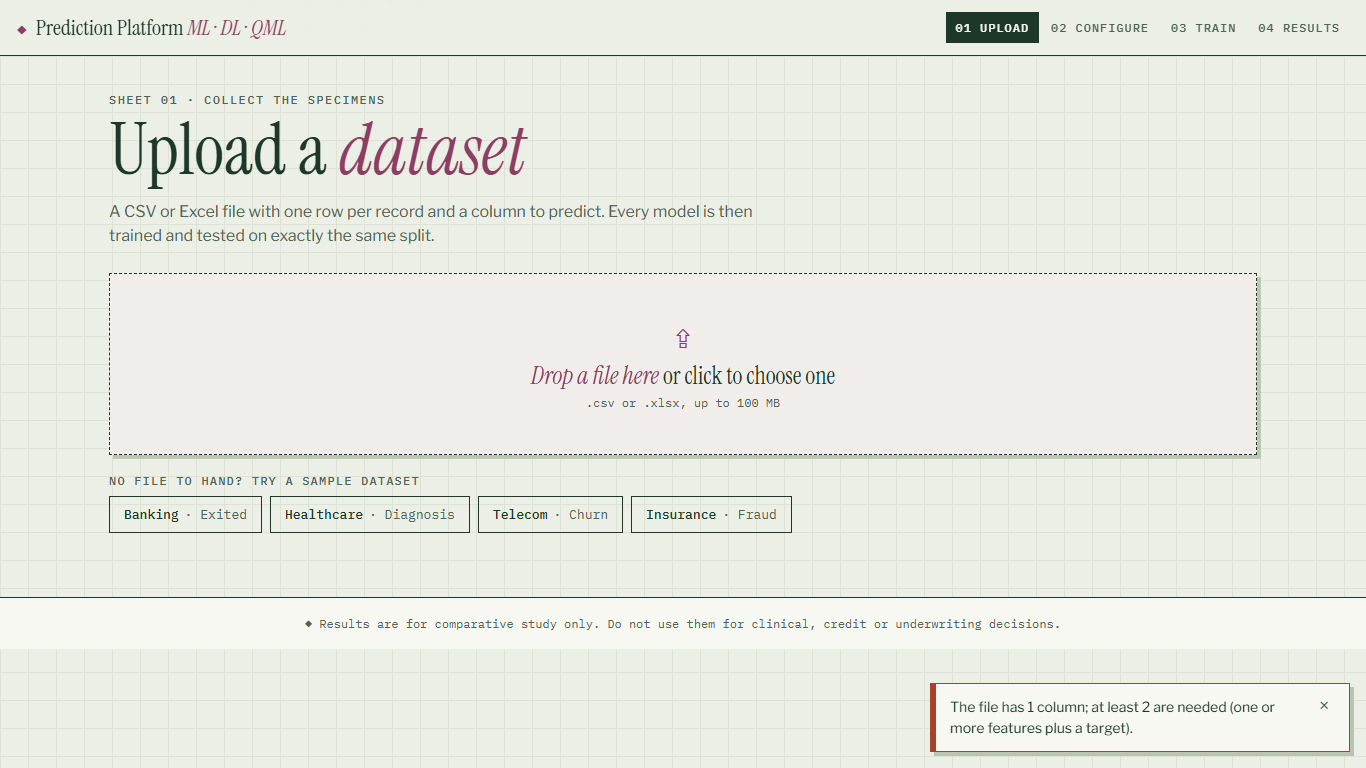 ◆ Prediction Platform ML · DL · QML
01 UPLOAD 02 CONFIGURE 03 TRAIN 04 RESULTS
SHEET 01 · COLLECT THE SPECIMENS
Upload a dataset
A CSV or Excel file with one row per record and a column to predict. Every model is then
trained and tested on exactly the same split.
Drop a file here or click to choose one
.csv or .xlsx, up to 100 MB
NO FILE TO HAND? TRY A SAMPLE DATASET
Banking · Exited
Healthcare · Diagnosis
Telecom · Churn
Insurance · Fraud
◆ Results are for comparative study only. Do not use them for clinical, credit or underwriting decisions.
The file has 1 column; at least 2 are needed (one or
more features plus a target).
×